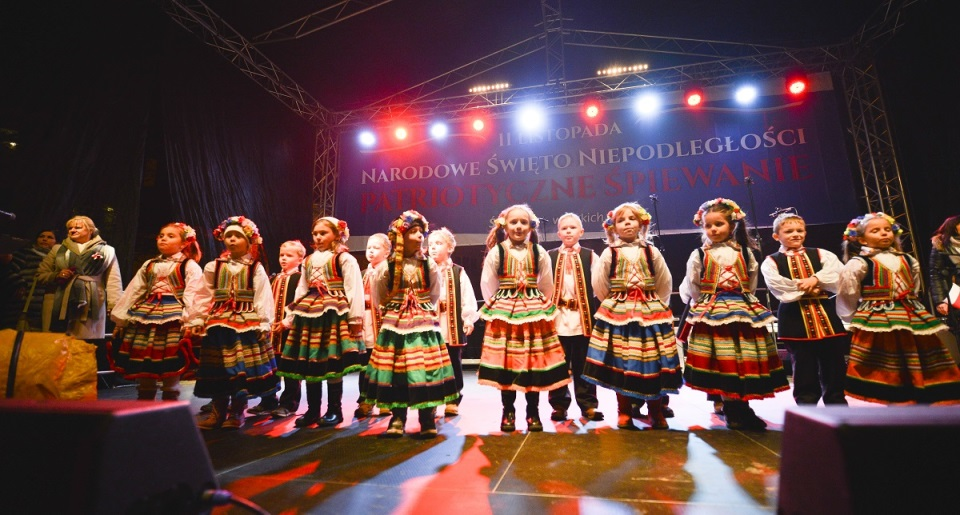 11 LISTOPADA
NARODOWE ŚWIĘTO NIEPODLEGŁOŚCI
PATRIOTYCZNE ŚPIEWANIE